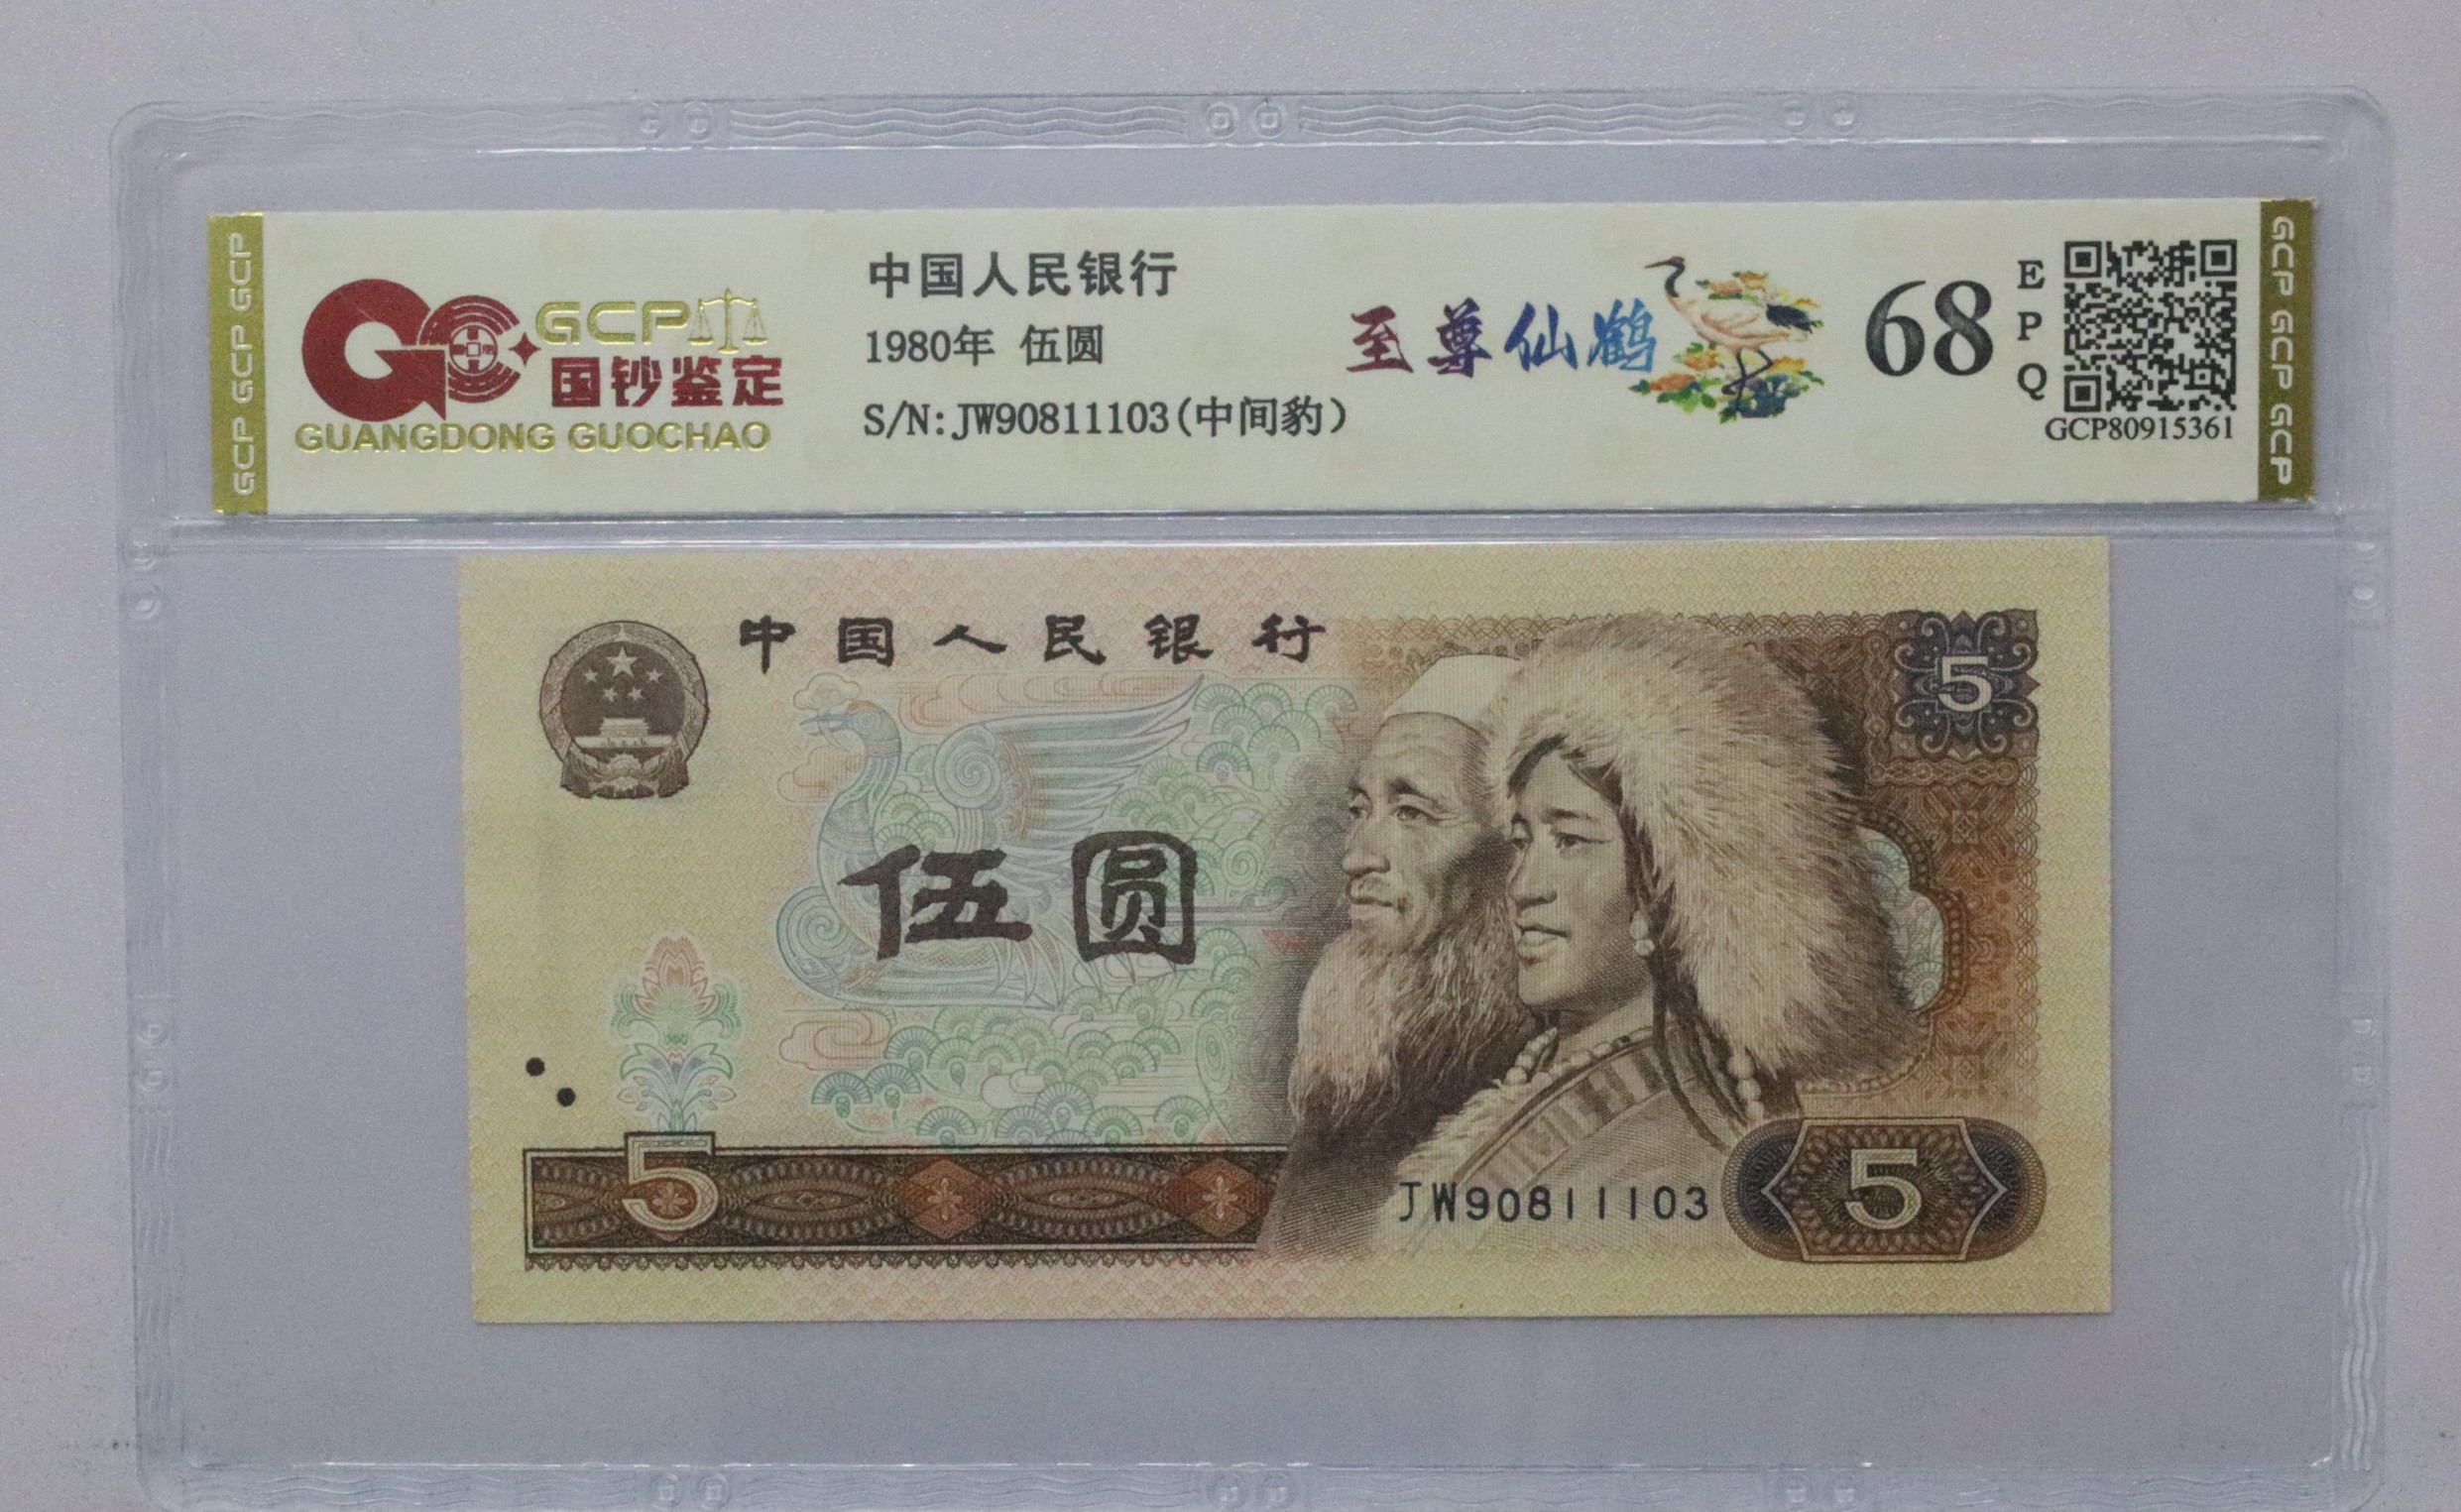 GCP GCP GCP
GCP
国钞鉴定
GUANGDONG GUOCHAO
中国人民银行
1980年 伍圆
S/N:JW90811103(中间豹)
至尊仙鹤
68
E
P
Q
GCP80915361
GCP GCP GCP
中国人民银行
5
伍圆
5
JW90811103
5